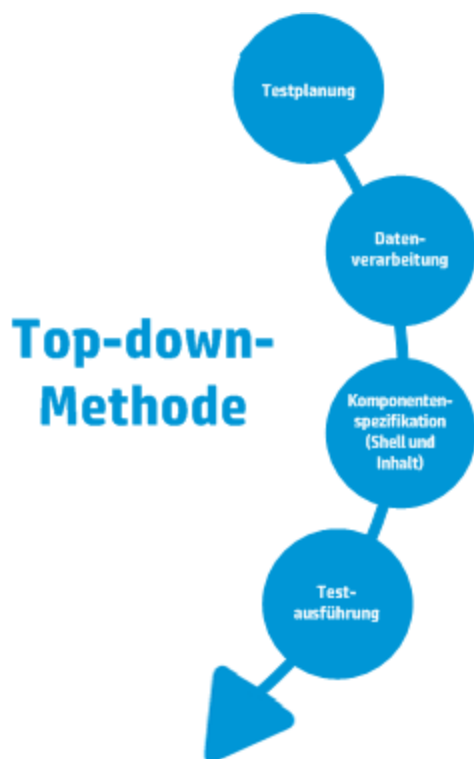 Testplanung
Daten-
verarbeitung
Top-down-
Methode
Komponenten-
spezifikation
(Shell und
Inhalt)
Test-
ausführung